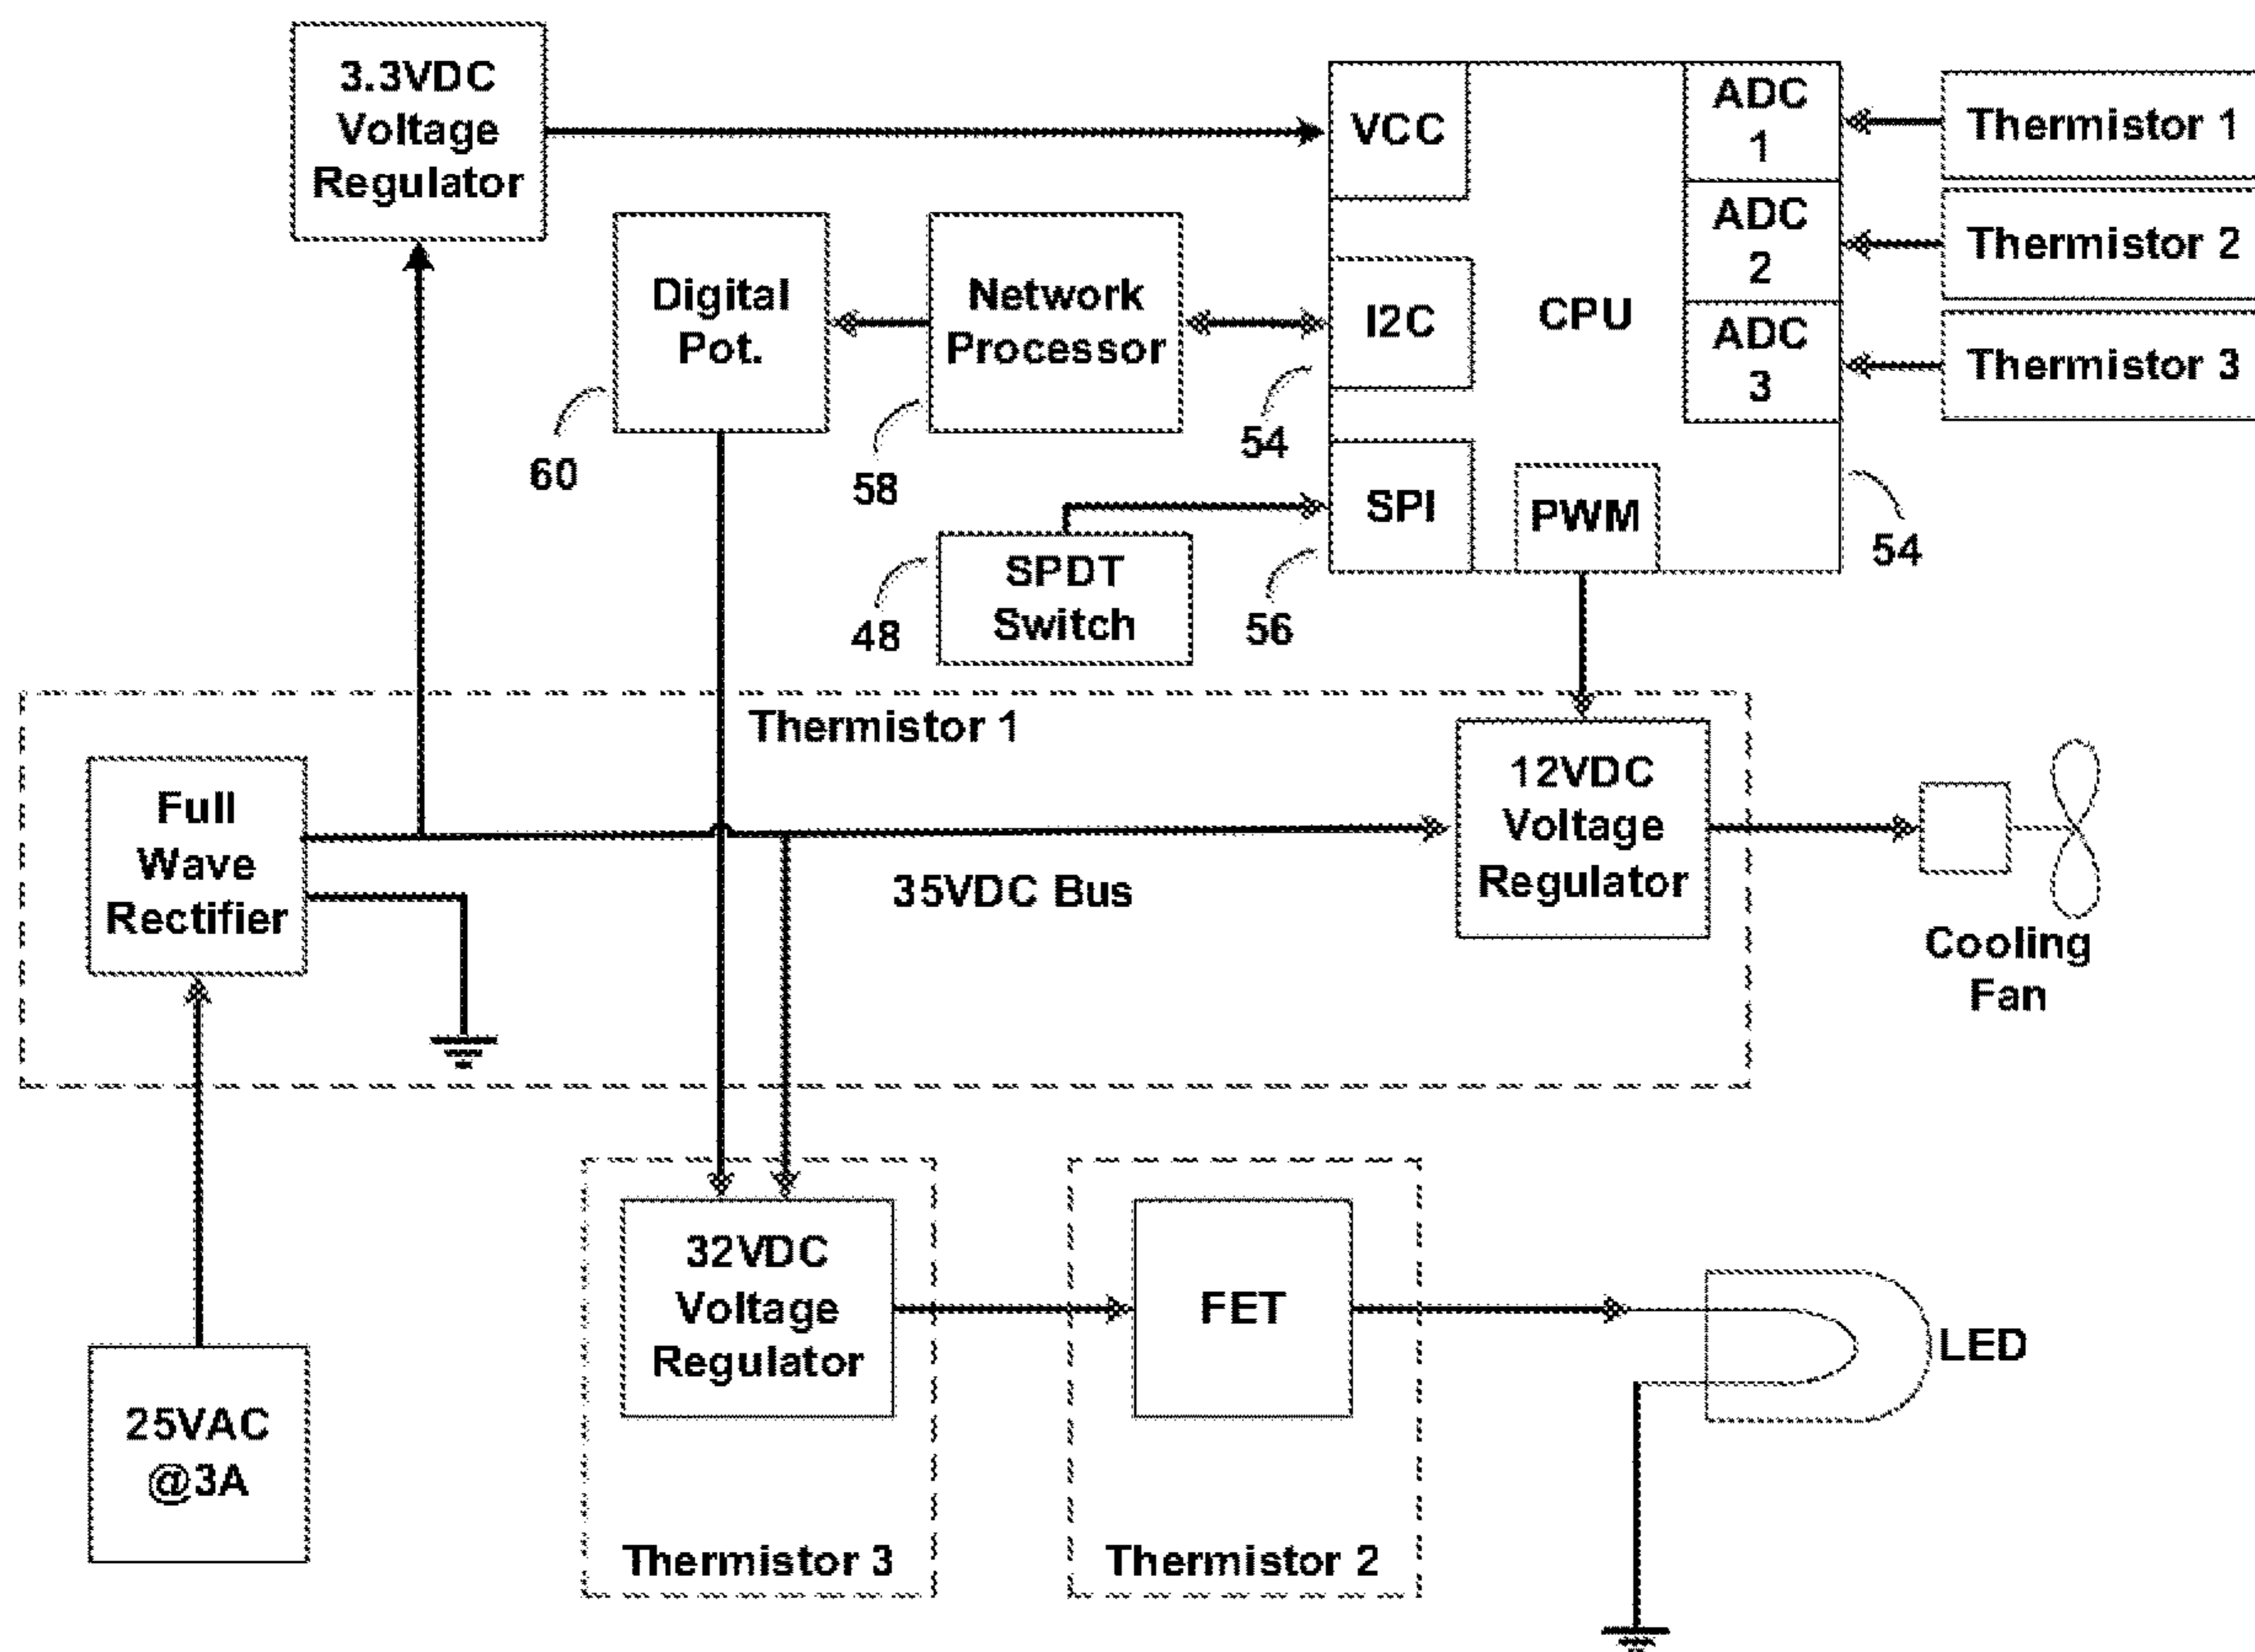 3.3VDC
Voltage
Regulator
VCC
CPU
ADC
1
Thermistor 1
ADC
2
Thermistor 2
ADC
3
Thermistor 3
Digital
Pot.
Network
Processor
I2C
60
58
54
SPI
PWM
54
48
SPDT
Switch
56
Thermistor 1
Full
Wave
Rectifier
35VDC Bus
12VDC
Voltage
Regulator
Cooling
Fan
32VDC
Voltage
Regulator
FET
LED
25VAC
@3A
Thermistor 3
Thermistor 2